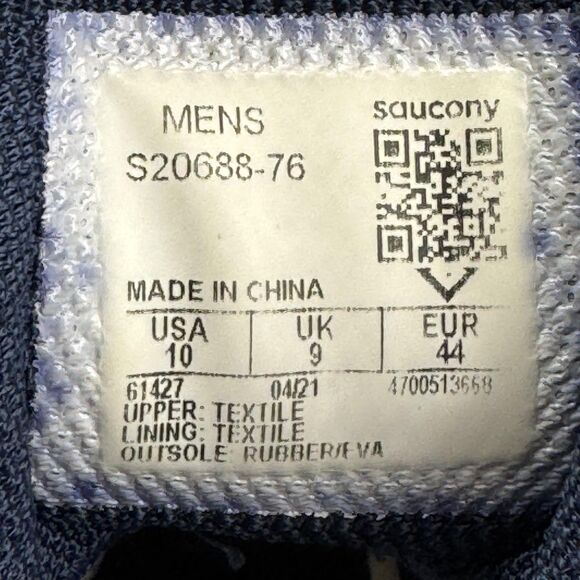 MENS
saucony
S20688-76
MADE IN CHINA
USA UK EUR
10 9 44
61427 04/21 4700513668
UPPER: TEXTILE
LINING: TEXTILE
OUTSOLE: RUBBER/EVA